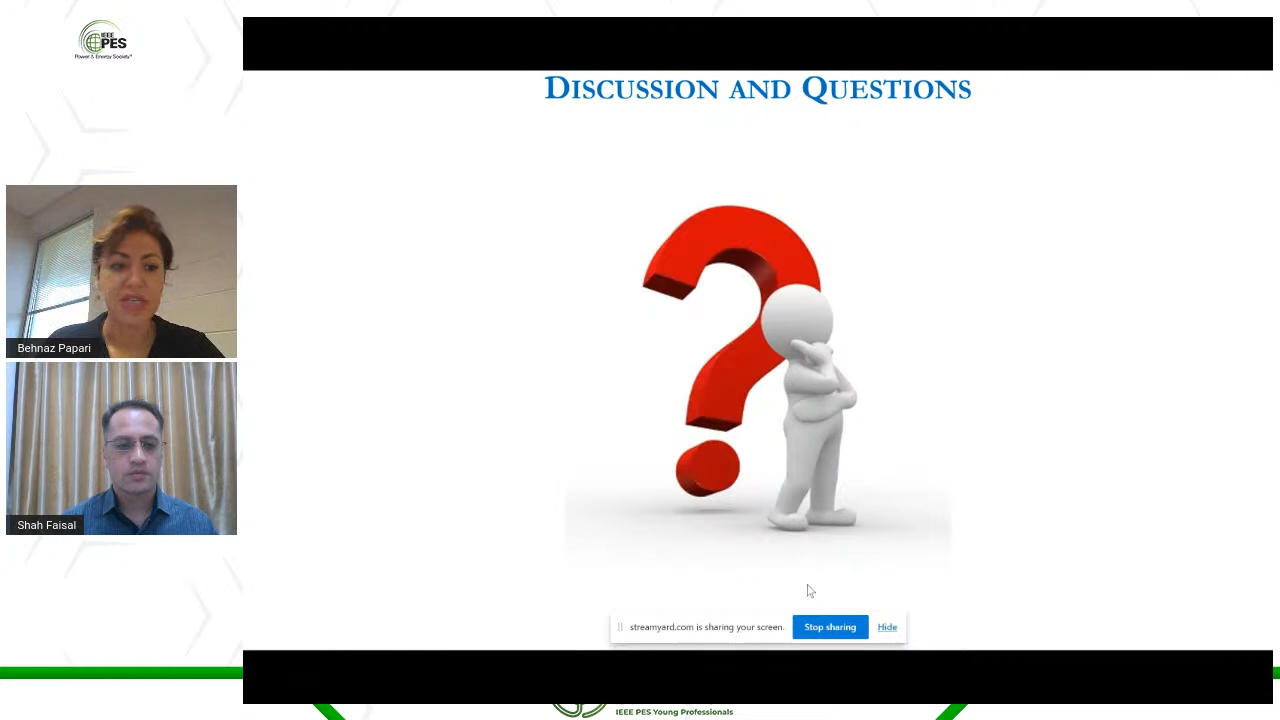 IEEE
PES
Power & Energy Society™
DISCUSSION AND QUESTIONS
Behnaz Papari
Shah Faisal
streamyard.com is sharing your screen.
Stop sharing
Hide
IEEE PES Young Professionals